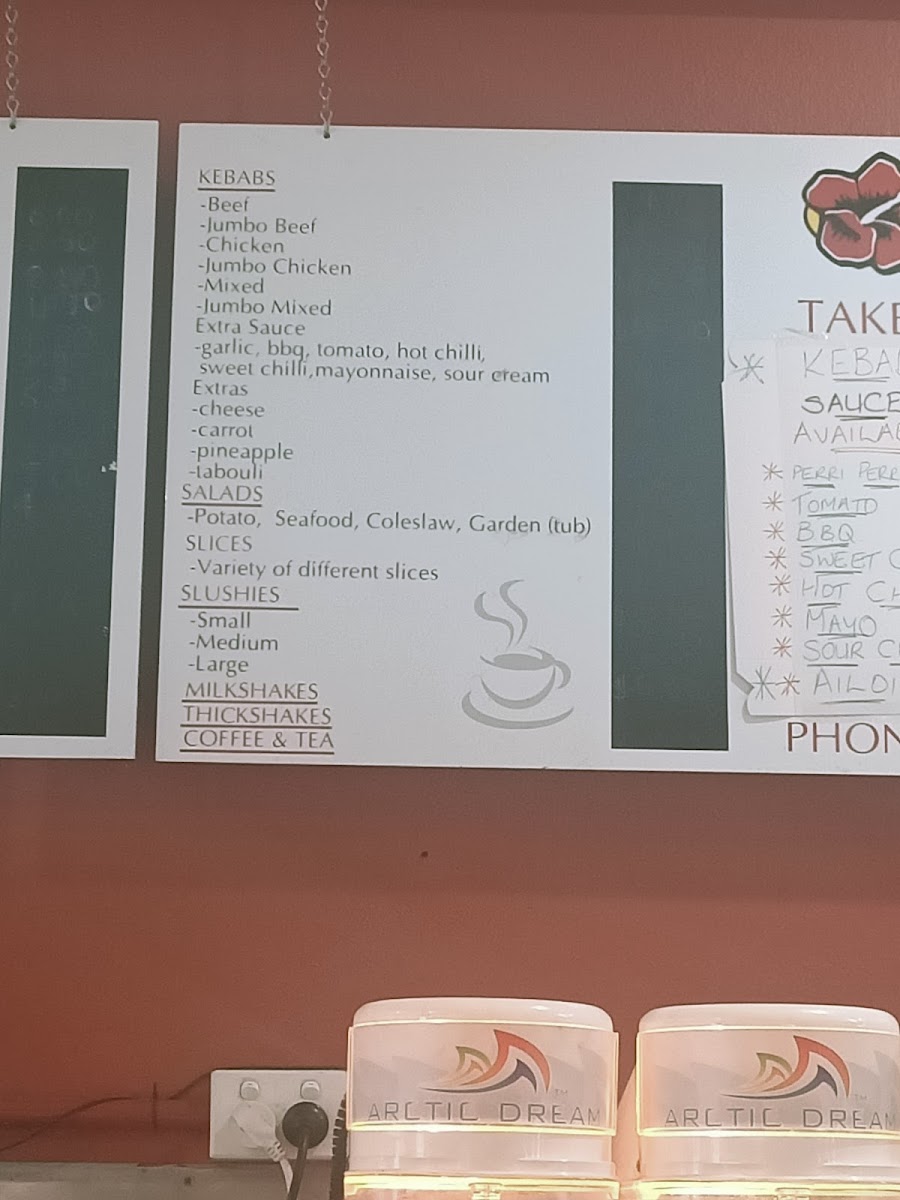 KEBABS
-Beef
-Jumbo Beef
-Chicken
-Jumbo Chicken
-Mixed
-Jumbo Mixed
Extra Sauce
-garlic, bbq, tomato, hot chilli,
sweet chilli,mayonnaise, sour cream
Extras
-cheese
-carrot
-pineapple
-tabouli
SALADS
-Potato, Seafood, Coleslaw, Garden (tub)
SLICES
-Variety of different slices
SLUSHIES
-Small
-Medium
-Large
MILKSHAKES
THICKSHAKES
COFFEE & TEA
TAKE
KEBA
SAUCE
AVAILA
* PERRI PERR
* TOMATO
* BBQ
* SWEET C
* HOT CH
* MAYO
* SOUR C
** AILOI
PHON
ARCTIC DREAM
ARCTIC DREAM